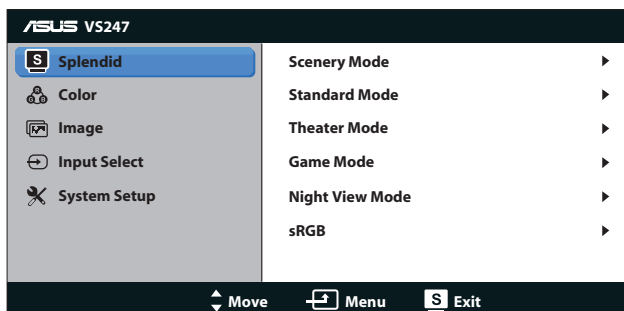 ASUS VS247
S Splendid
Color
Image
Input Select
System Setup
Scenery Mode
Standard Mode
Theater Mode
Game Mode
Night View Mode
sRGB
Move Menu S Exit